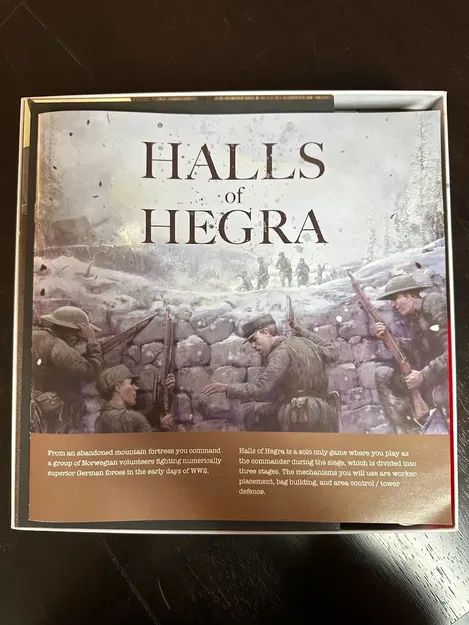 HALLS
of
HEGRA
From an abandoned mountain fortress you command
a group of Norwegian volunteers fighting numerically
superior German forces in the early days of WW2.
Halls of Hegra is a solo only game where you play as
the commander during the siege, which is divided into
three stages. The mechanisms you will use are worker
placement, bag building, and area control / tower
defence.